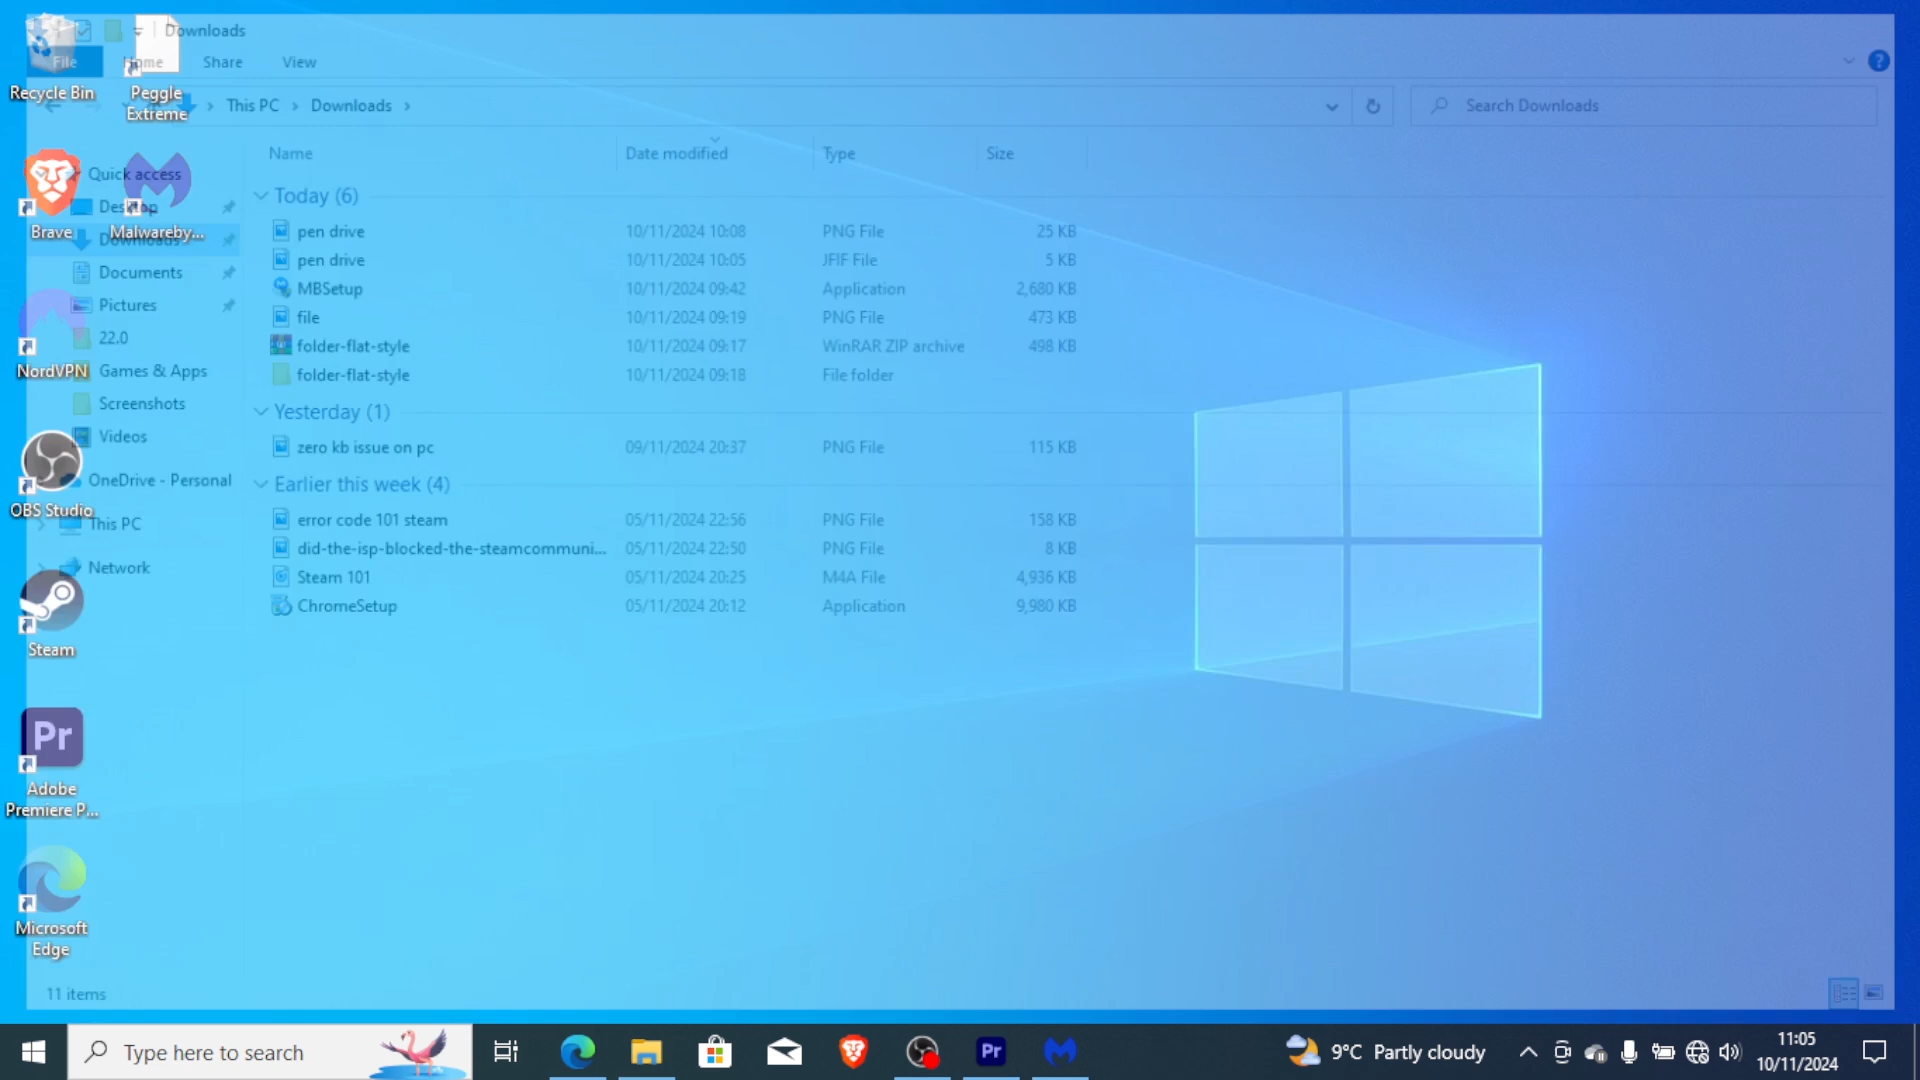 Downloads
File
Home
Share
View
This PC
Downloads
Search Downloads
Name
Date modified
Type
Size
Quick access
Desktop
Downloads
Documents
Pictures
22.0
Games & Apps
Screenshots
Videos
OneDrive - Personal
This PC
Network
Today (6)
pen drive 10/11/2024 10:08 PNG File 25 KB
pen drive 10/11/2024 10:05 JFIF File 5 KB
MBSetup 10/11/2024 09:42 Application 2,680 KB
file 10/11/2024 09:19 PNG File 473 KB
folder-flat-style 10/11/2024 09:17 WinRAR ZIP archive 498 KB
folder-flat-style 10/11/2024 09:18 File folder
Yesterday (1)
zero kb issue on pc 09/11/2024 20:37 PNG File 115 KB
Earlier this week (4)
error code 101 steam 05/11/2024 22:56 PNG File 158 KB
did-the-isp-blocked-the-steamcommuni... 05/11/2024 22:50 PNG File 8 KB
Steam 101 05/11/2024 20:25 M4A File 4,936 KB
ChromeSetup 05/11/2024 20:12 Application 9,980 KB
11 items
Recycle Bin
Peggle
Extreme
Brave
Malwareby...
NordVPN
OBS Studio
Steam
Pr
Adobe
Premiere P...
Microsoft
Edge
Type here to search
Pr
9°C Partly cloudy
11:05
10/11/2024